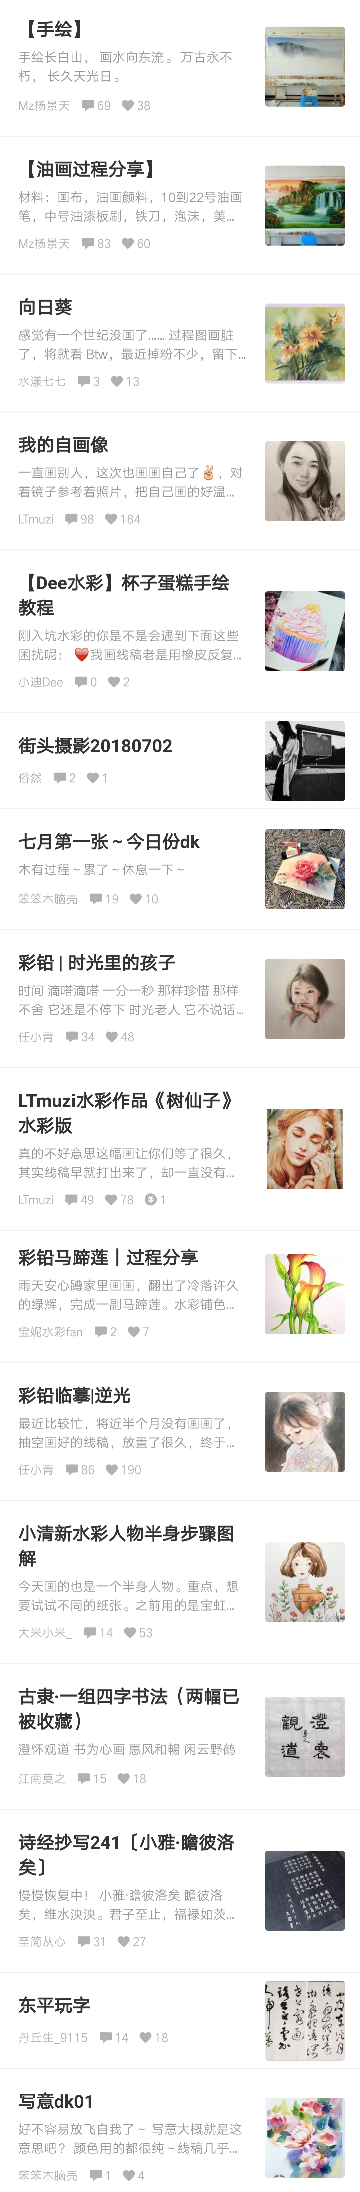 【手绘】
手绘长白山， 画水向东流。 万古永不
朽， 长久天光日。
Mz杨景天 69 38
【油画过程分享】
材料：画布，油画颜料，10到22号油画
笔，中号油漆板刷，铁刀，泡沫，美...
Mz杨景天 83 60
向日葵
感觉有一个世纪没画了...... 过程图画脏
了，将就看 Btw，最近掉粉不少，留下...
水漾七七 3 13
我的自画像
一直画别人，这次也画画自己了✌，对
着镜子参考着照片，把自己画的好温...
LTmuzi 98 184
【Dee水彩】杯子蛋糕手绘
教程
刚入坑水彩的你是不是会遇到下面这些
困扰呢： ❤我画线稿老是用橡皮反复...
小迪Dee 0 2
街头摄影20180702
俗然 2 1
七月第一张～今日份dk
木有过程～累了～休息一下～
笨笨木脑壳 19 10
彩铅 | 时光里的孩子
时间 滴嗒滴嗒 一分一秒 那样珍惜 那样
不舍 它还是不停下 时光老人 它不说话...
任小青 34 48
LTmuzi水彩作品《树仙子》
水彩版
真的不好意思这幅画让你们等了很久，
其实线稿早就打出来了，却一直没有...
LTmuzi 49 78 1
彩铅马蹄莲｜过程分享
雨天安心蹲家里画画，翻出了冷落许久
的绿辉，完成一副马蹄莲。水彩铺色...
宝妮水彩fan 2 7
彩铅临摹|逆光
最近比较忙，将近半个月没有画画了，
抽空画好的线稿，放置了很久，终于...
任小青 86 190
小清新水彩人物半身步骤图
解
今天画的也是一个半身人物。重点，想
要试试不同的纸张。之前用的是宝虹...
大米小米_ 14 53
古隶·一组四字书法（两幅已
被收藏）
澄怀观道 书为心画 惠风和暢 闲云野鹤
江南莫之 15 18
澄懷
觀道
诗经抄写241［小雅·瞻彼洛
矣］
慢慢恢复中！ 小雅·瞻彼洛矣 瞻彼洛
矣，维水泱泱。君子至止，福禄如茨...
至简从心 31 27
东平玩字
丹丘生_9115 14 18
写意dk01
好不容易放飞自我了～ 写意大概就是这
意思吧？ 颜色用的都很纯～线稿几乎...
笨笨木脑壳 1 4